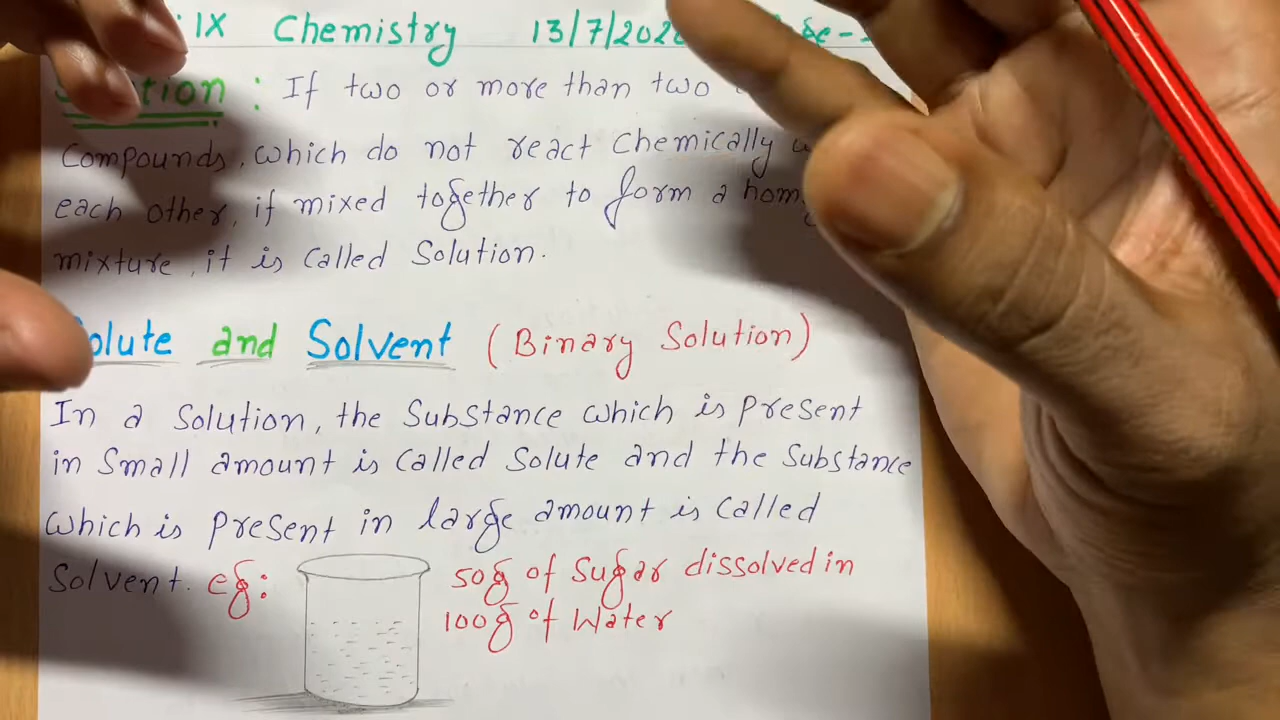 : IX Chemistry 13/7/202
: If two or more than two
Compounds, which do not react chemically
each other, if mixed together to form a
mixture, it is called Solution.
Solute and Solvent (Binary Solution)
In a Solution, the Substance which is present
in Small amount is called Solute and the Substance
which is present in large amount is called
Solvent. eg: 50g of Sugar dissolved in
100g of Water